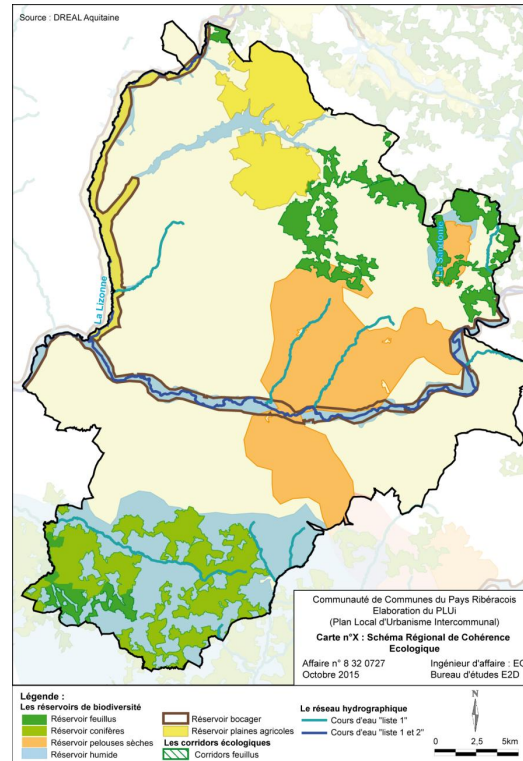 Source : DREAL Aquitaine
La Lizonne
La Sauvanie
Communauté de Communes du Pays Ribéracois
Elaboration du PLUi
(Plan Local d'Urbanisme Intercommunal)
Carte n°X : Schéma Régional de Cohérence
Ecologique
Affaire n° 8 32 0727
Ingénieur d'affaire : EG
Octobre 2015
Bureau d'études E2D
Légende :
Les réservoirs de biodiversité
Réservoir feuillus
Réservoir conifères
Réservoir pelouses sèches
Réservoir humide
Réservoir bocager
Réservoir plaines agricoles
Les corridors écologiques
Corridors feuillus
Le réseau hydrographique
Cours d'eau "liste 1"
Cours d'eau "liste 1 et 2"
N
0 2,5 5km